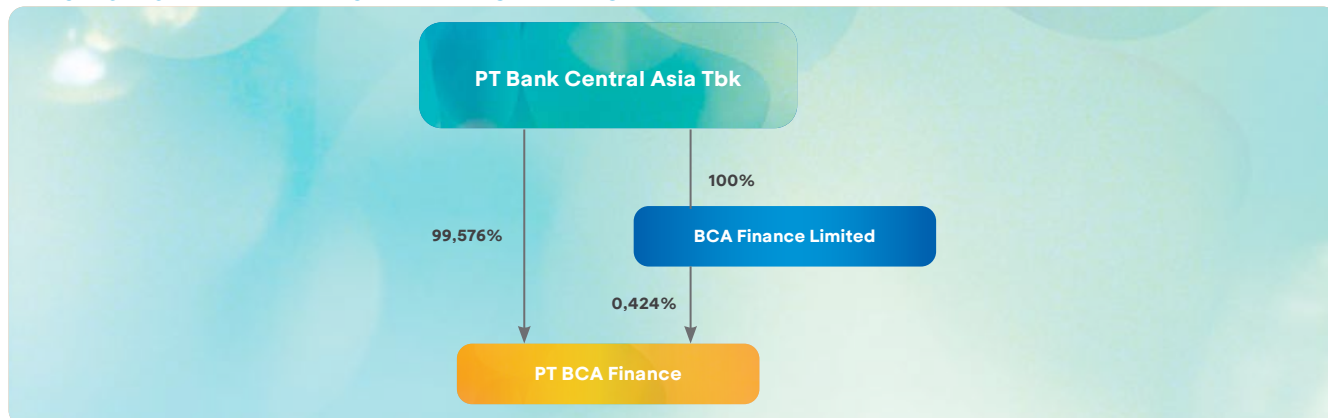 PT Bank Central Asia Tbk
100%
BCA Finance Limited
99,576%
0,424%
PT BCA Finance